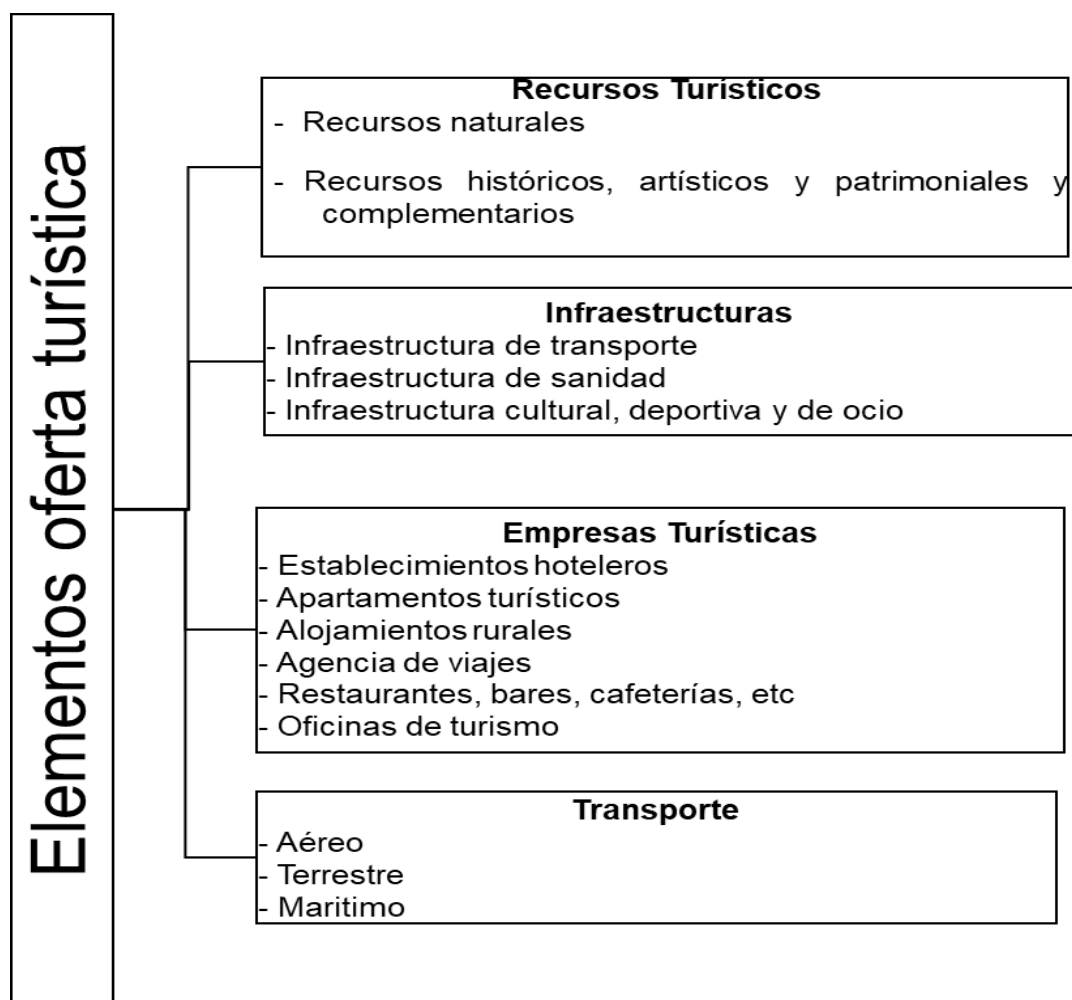 Elementos oferta turística
Recursos Turísticos
- Recursos naturales
- Recursos históricos, artísticos y patrimoniales y
complementarios
Infraestructuras
- Infraestructura de transporte
- Infraestructura de sanidad
- Infraestructura cultural, deportiva y de ocio
Empresas Turísticas
- Establecimientos hoteleros
- Apartamentos turísticos
- Alojamientos rurales
- Agencia de viajes
- Restaurantes, bares, cafeterías, etc
- Oficinas de turismo
Transporte
- Aéreo
- Terrestre
- Maritimo